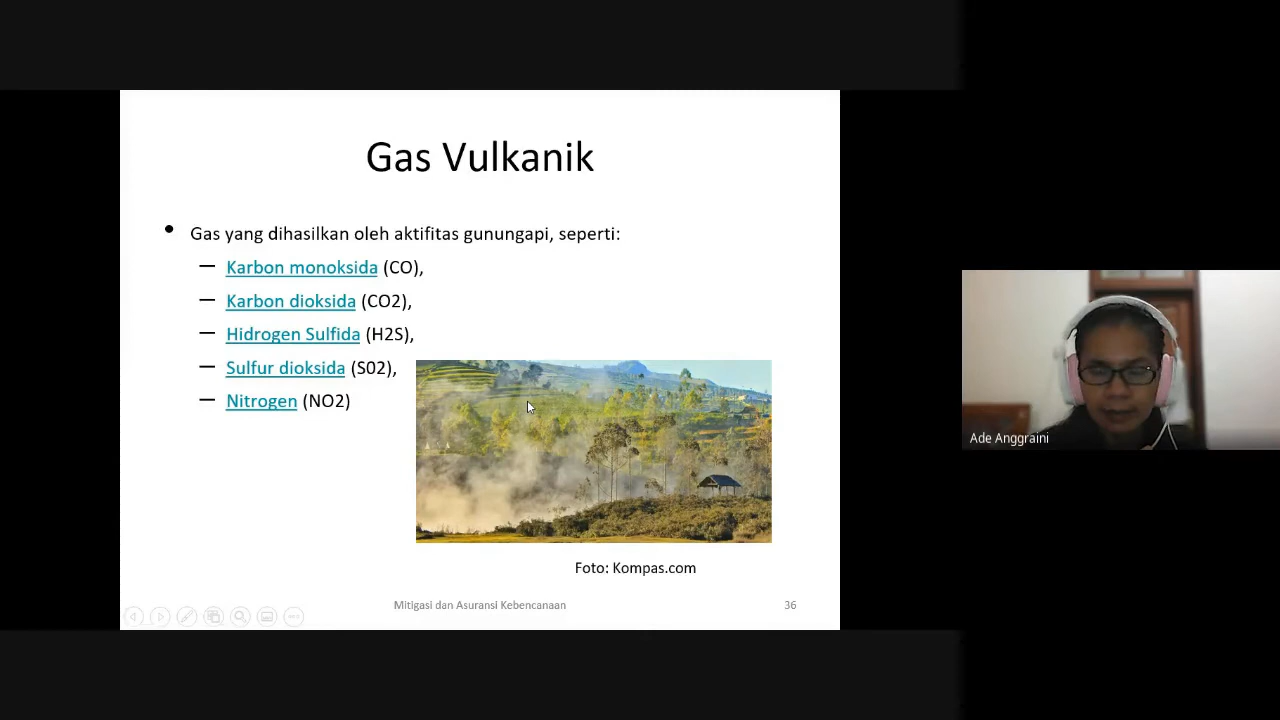 Gas Vulkanik
• Gas yang dihasilkan oleh aktifitas gunungapi, seperti:
— Karbon monoksida (CO),
— Karbon dioksida (CO2),
— Hidrogen Sulfida (H2S),
— Sulfur dioksida (S02),
— Nitrogen (NO2)
Foto: Kompas.com
Mitigasi dan Asuransi Kebencanaan
36
Ade Anggraini